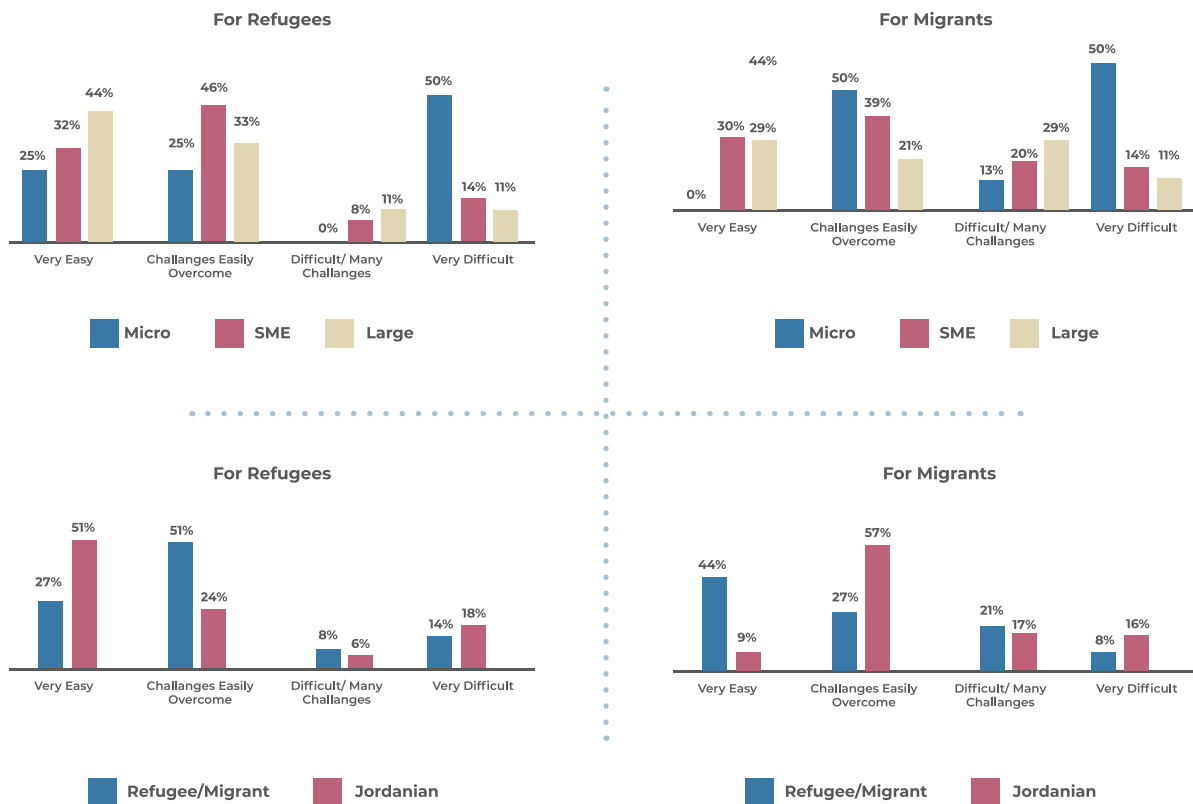 For Refugees
25%
32%
44%
25%
46%
33%
0%
8%
11%
50%
14%
11%
Very Easy
Challanges Easily
Overcome
Difficult/ Many
Challanges
Very Difficult
Micro
SME
Large
For Migrants
44%
0%
30%
29%
50%
39%
21%
13%
20%
29%
50%
14%
11%
Very Easy
Challanges Easily
Overcome
Difficult/ Many
Challanges
Very Difficult
Micro
SME
Large
For Refugees
27%
51%
51%
24%
8%
6%
14%
18%
Very Easy
Challanges Easily
Overcome
Difficult/ Many
Challanges
Very Difficult
Refugee/Migrant
Jordanian
For Migrants
44%
9%
27%
57%
21%
17%
8%
16%
Very Easy
Challanges Easily
Overcome
Difficult/ Many
Challanges
Very Difficult
Refugee/Migrant
Jordanian